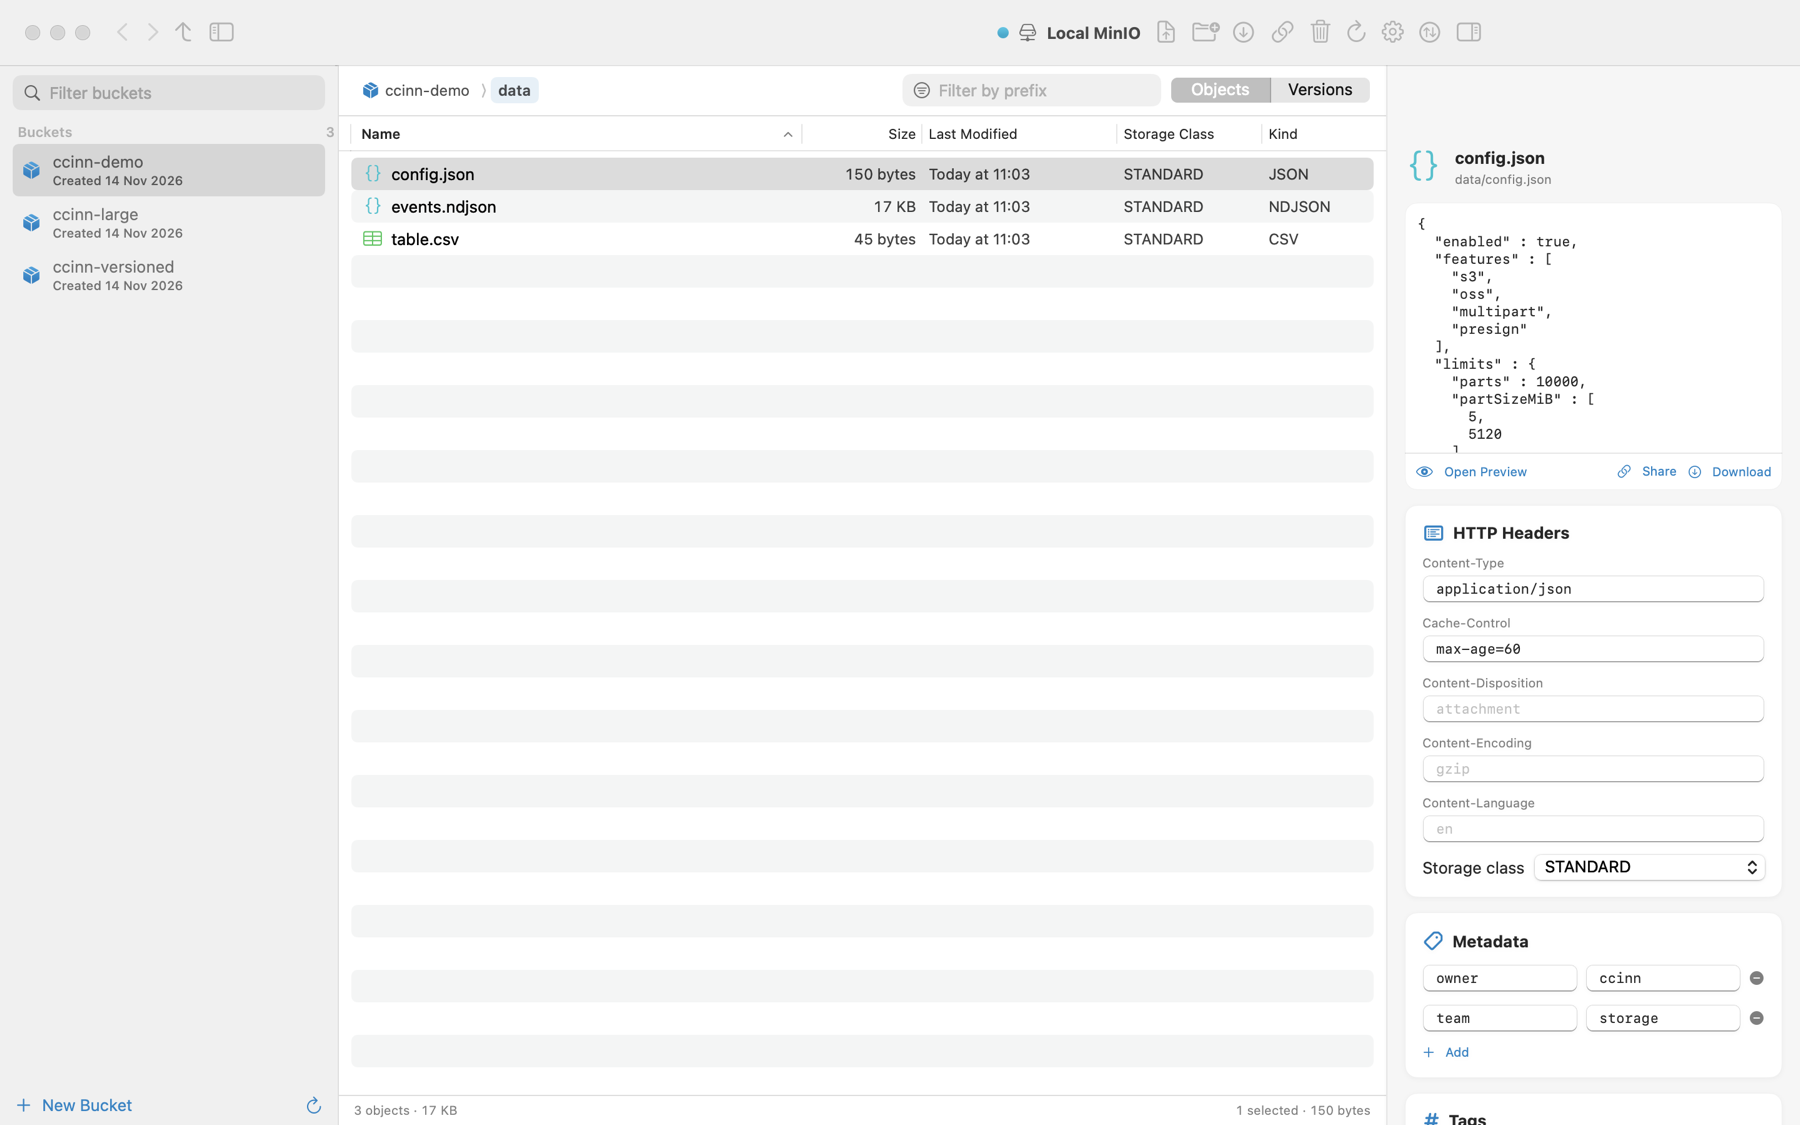 Local MinIO
Filter buckets
Buckets 3
ccinn-demo
Created 14 Nov 2026
ccinn-large
Created 14 Nov 2026
ccinn-versioned
Created 14 Nov 2026
New Bucket
ccinn-demo 〉 data
Filter by prefix
Objects Versions
Name Size Last Modified Storage Class Kind
config.json 150 bytes Today at 11:03 STANDARD JSON
events.ndjson 17 KB Today at 11:03 STANDARD NDJSON
table.csv 45 bytes Today at 11:03 STANDARD CSV
3 objects · 17 KB
1 selected · 150 bytes
{} config.json
data/config.json
{
"enabled" : true,
"features" : [
"s3",
"oss",
"multipart",
"presign"
],
"limits" : {
"parts" : 10000,
"partSizeMiB" : [
5,
5120
]
Open Preview Share Download
HTTP Headers
Content-Type
application/json
Cache-Control
max-age=60
Content-Disposition
attachment
Content-Encoding
gzip
Content-Language
en
Storage class STANDARD
Metadata
owner ccinn
team storage
+ Add
# Tags